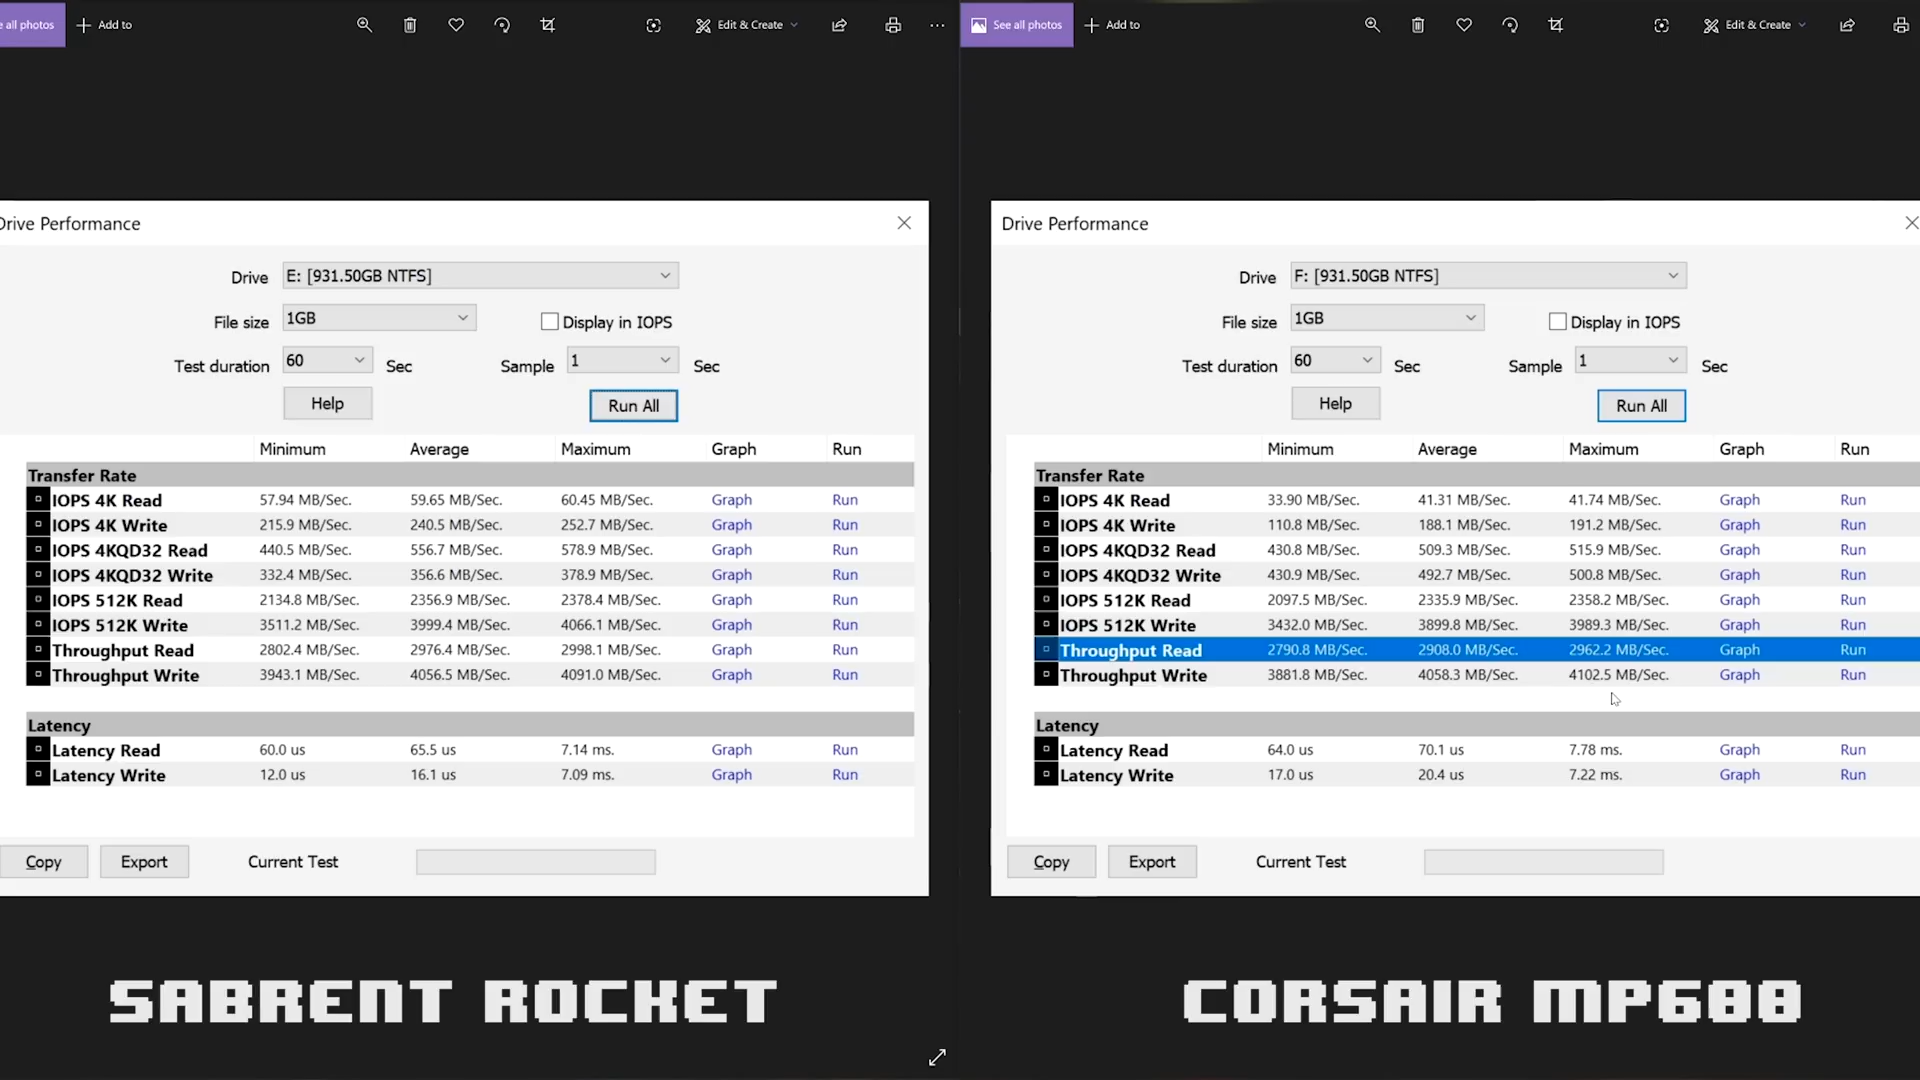 all photos
Add to
Edit & Create
See all photos
Add to
Edit & Create
Drive Performance
Drive E: [931.50GB NTFS]
File size 1GB Display in IOPS
Test duration 60 Sec Sample 1 Sec
Help Run All
Minimum Average Maximum Graph Run
Transfer Rate
IOPS 4K Read 57.94 MB/Sec. 59.65 MB/Sec. 60.45 MB/Sec. Graph Run
IOPS 4K Write 215.9 MB/Sec. 240.5 MB/Sec. 252.7 MB/Sec. Graph Run
IOPS 4KQD32 Read 440.5 MB/Sec. 556.7 MB/Sec. 578.9 MB/Sec. Graph Run
IOPS 4KQD32 Write 332.4 MB/Sec. 356.6 MB/Sec. 378.9 MB/Sec. Graph Run
IOPS 512K Read 2134.8 MB/Sec. 2356.9 MB/Sec. 2378.4 MB/Sec. Graph Run
IOPS 512K Write 3511.2 MB/Sec. 3999.4 MB/Sec. 4066.1 MB/Sec. Graph Run
Throughput Read 2802.4 MB/Sec. 2976.4 MB/Sec. 2998.1 MB/Sec. Graph Run
Throughput Write 3943.1 MB/Sec. 4056.5 MB/Sec. 4091.0 MB/Sec. Graph Run
Latency
Latency Read 60.0 us 65.5 us 7.14 ms. Graph Run
Latency Write 12.0 us 16.1 us 7.09 ms. Graph Run
Copy Export Current Test
SABRENT ROCKET
Drive Performance
Drive F: [931.50GB NTFS]
File size 1GB Display in IOPS
Test duration 60 Sec Sample 1 Sec
Help Run All
Minimum Average Maximum Graph Run
Transfer Rate
IOPS 4K Read 33.90 MB/Sec. 41.31 MB/Sec. 41.74 MB/Sec. Graph Run
IOPS 4K Write 110.8 MB/Sec. 188.1 MB/Sec. 191.2 MB/Sec. Graph Run
IOPS 4KQD32 Read 430.8 MB/Sec. 509.3 MB/Sec. 515.9 MB/Sec. Graph Run
IOPS 4KQD32 Write 430.9 MB/Sec. 492.7 MB/Sec. 500.8 MB/Sec. Graph Run
IOPS 512K Read 2097.5 MB/Sec. 2335.9 MB/Sec. 2358.2 MB/Sec. Graph Run
IOPS 512K Write 3432.0 MB/Sec. 3899.8 MB/Sec. 3989.3 MB/Sec. Graph Run
Throughput Read 2790.8 MB/Sec. 2908.0 MB/Sec. 2962.2 MB/Sec. Graph Run
Throughput Write 3881.8 MB/Sec. 4058.3 MB/Sec. 4102.5 MB/Sec. Graph Run
Latency
Latency Read 64.0 us 70.1 us 7.78 ms. Graph Run
Latency Write 17.0 us 20.4 us 7.22 ms. Graph Run
Copy Export Current Test
CORSAIR MP600